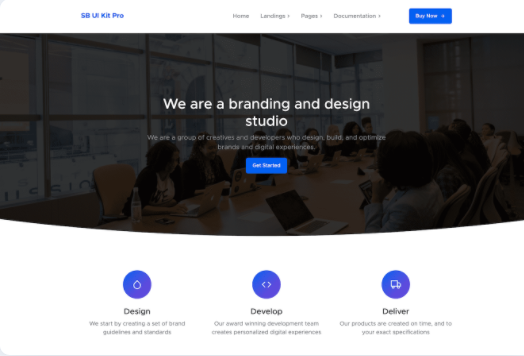 SB UI Kit Pro
Home Landings Pages Documentation Buy Now
We are a branding and design
studio
We are a group of creatives and developers who design, build, and optimize
brands and digital experiences.
Get Started
Design
We start by creating a set of brand
guidelines and standards
Develop
Our award winning development team
creates personalized digital experiences
Deliver
Our products are created on time, and to
your exact specifications